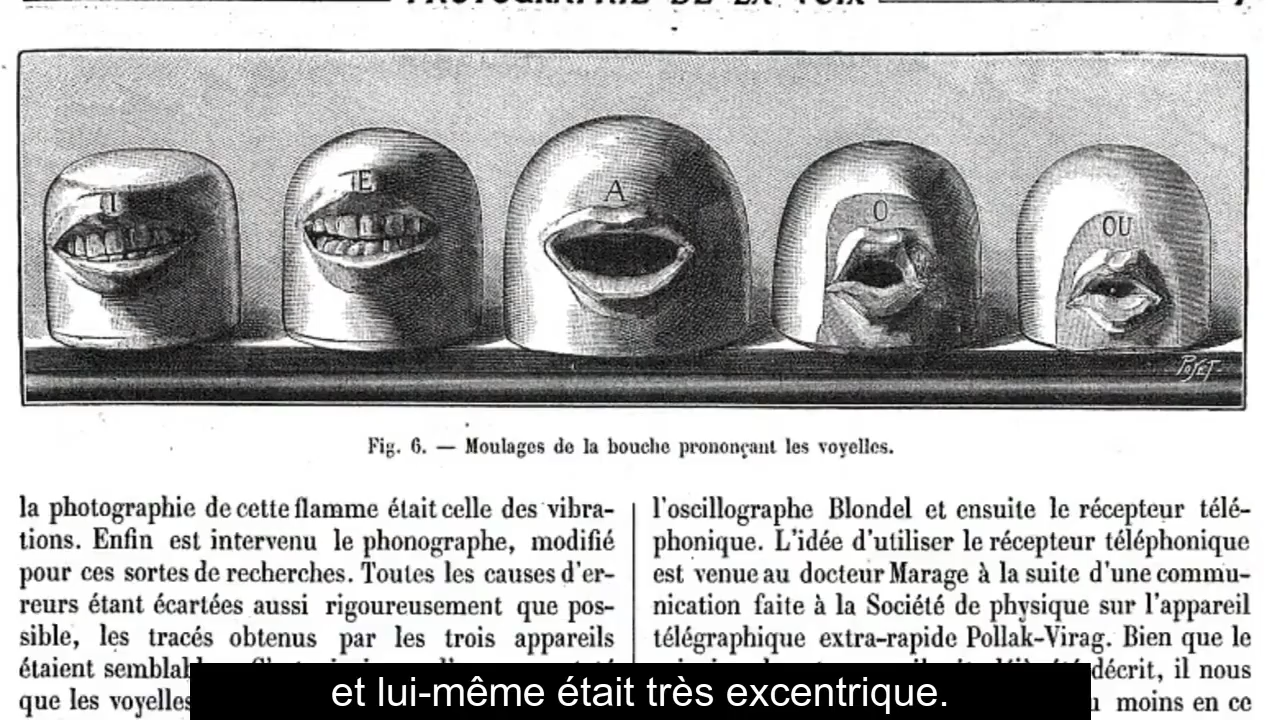 PHOTOGRAPHIE DE LA VOIX
I
E
A
O
OU
POYET
Fig. 6. — Moulages de la bouche prononçant les voyelles.
la photographie de cette flamme était celle des vibra-
tions. Enfin est intervenu le phonographe, modifié
pour ces sortes de recherches. Toutes les causes d'er-
reurs étant écartées aussi rigoureusement que pos-
sible, les tracés obtenus par les trois appareils
étaient
que les voyelles
l'oscillographe Blondel et ensuite le récepteur télé-
phonique. L'idée d'utiliser le récepteur téléphonique
est venue au docteur Marage à la suite d'une commu-
nication faite à la Société de physique sur l'appareil
télégraphique extra-rapide Pollak-Virag. Bien que le
décrit, il nous
moins en ce
et lui-même était très excentrique.